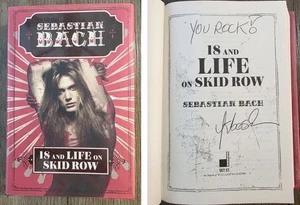 SEBASTIAN
BACH
18 AND LIFE ON
SKID ROW
YOU ROCK!
18 AND
LIFE
ON SKID ROW
SEBASTIAN BACH